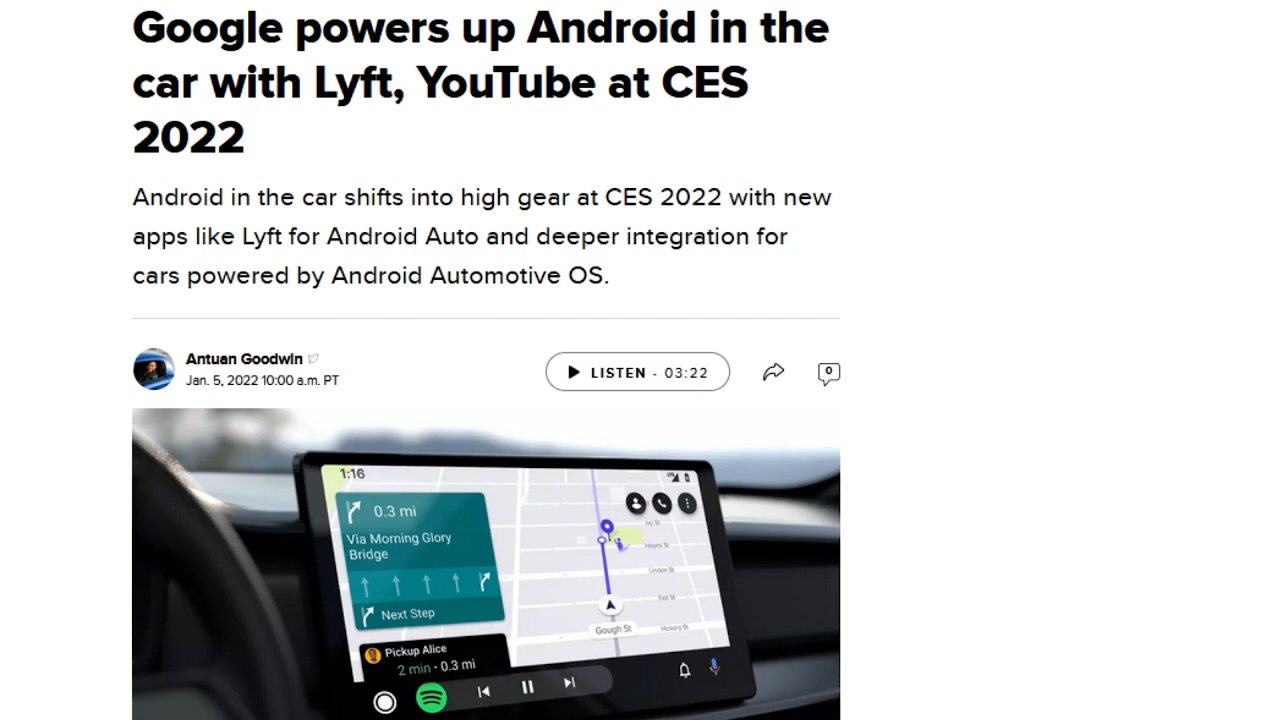 Google powers up Android in the
car with Lyft, YouTube at CES
2022
Android in the car shifts into high gear at CES 2022 with new
apps like Lyft for Android Auto and deeper integration for
cars powered by Android Automotive OS.
Antuan Goodwin
Jan. 5, 2022 10:00 a.m. PT
LISTEN - 03:22
0
1:16
0.3 mi
Via Morning Glory
Bridge
Next Step
Pickup Alice
2 min · 0.3 mi
Ivy St
Hayes St
Linden St
Fell St
Gough St
Hickory St